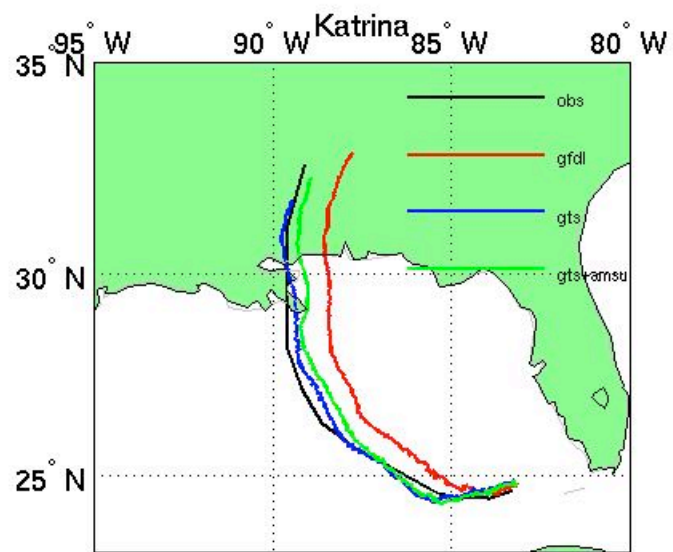 Katrina
95° W 90° W 85° W 80° W
35° N
obs
gfdl
gts
30° N
gts+amsu
25° N